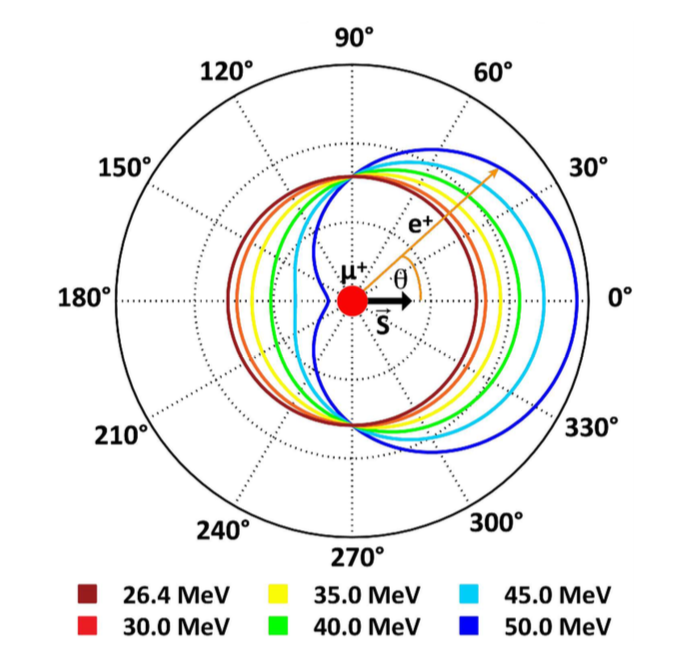 90°
120°
60°
150°
30°
e⁺
μ⁺
θ
180°
0°
S⃗
210°
330°
240°
300°
270°
26.4 MeV
35.0 MeV
45.0 MeV
30.0 MeV
40.0 MeV
50.0 MeV